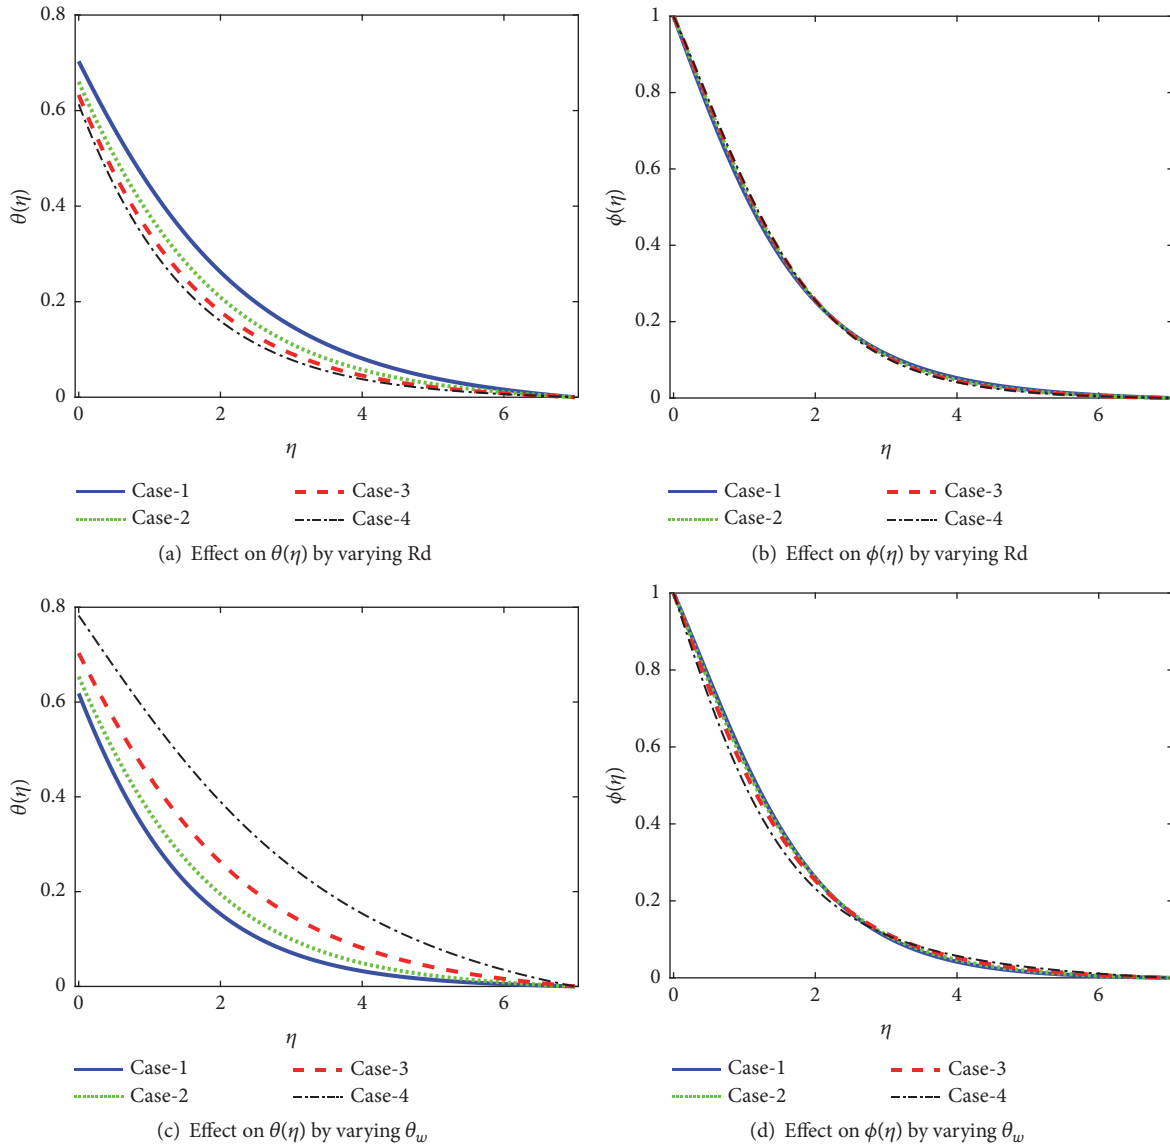 0.8
0.6
0.4
0.2
0
θ(η)
0 2 4 6
η
Case-1 Case-3
Case-2 Case-4
(a) Effect on θ(η) by varying Rd
1
0.8
0.6
0.4
0.2
0
ϕ(η)
0 2 4 6
η
Case-1 Case-3
Case-2 Case-4
(b) Effect on ϕ(η) by varying Rd
0.8
0.6
0.4
0.2
0
θ(η)
0 2 4 6
η
Case-1 Case-3
Case-2 Case-4
(c) Effect on θ(η) by varying θw
1
0.8
0.6
0.4
0.2
0
ϕ(η)
0 2 4 6
η
Case-1 Case-3
Case-2 Case-4
(d) Effect on ϕ(η) by varying θw